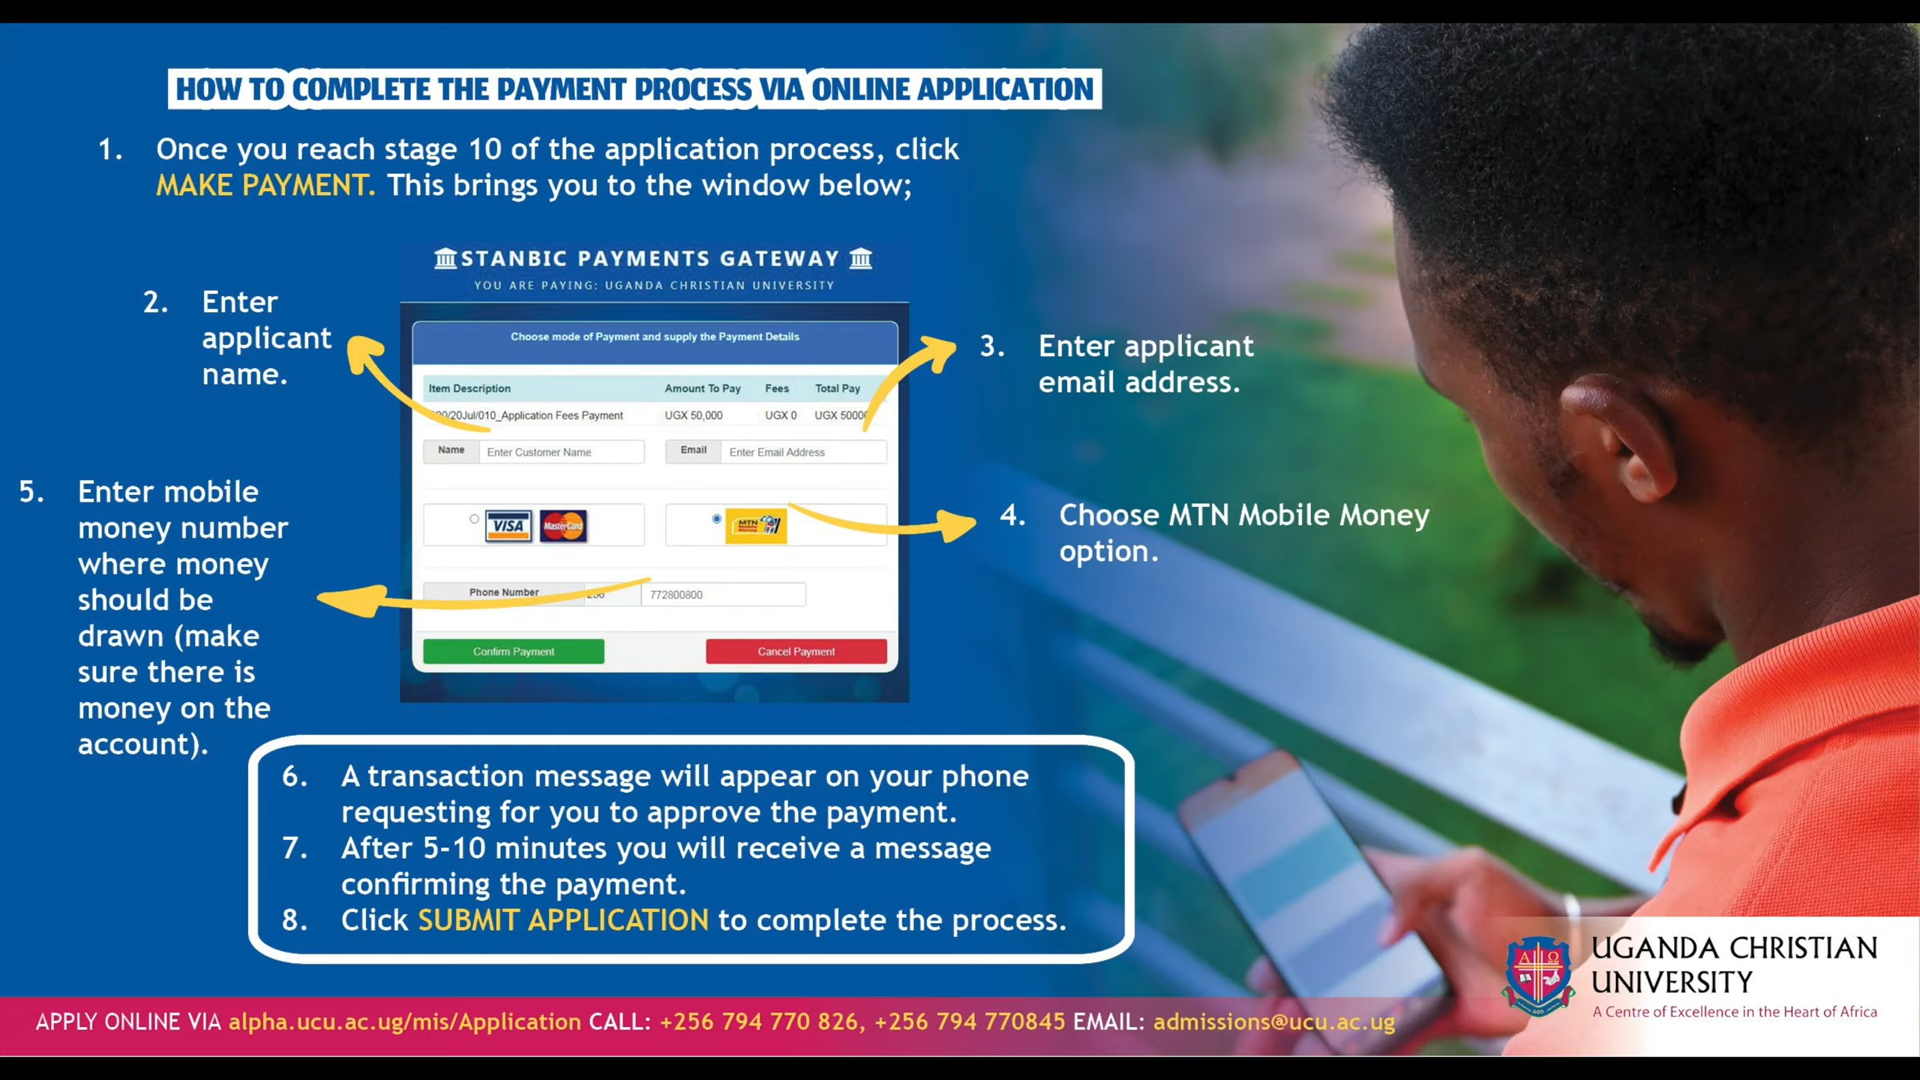 HOW TO COMPLETE THE PAYMENT PROCESS VIA ONLINE APPLICATION
1. Once you reach stage 10 of the application process, click
MAKE PAYMENT. This brings you to the window below;
STANBIC PAYMENTS GATEWAY
YOU ARE PAYING: UGANDA CHRISTIAN UNIVERSITY
2. Enter
applicant
name.
Choose mode of Payment and supply the Payment Details
Item Description Amount To Pay Fees Total Pay
/20Jul/010_Application Fees Payment UGX 50,000 UGX 0 UGX
Name Enter Customer Name Email Enter Email Address
3. Enter applicant
email address.
VISA MasterCard MTN
4. Choose MTN Mobile Money
option.
5. Enter mobile
money number
where money
should be
drawn (make
sure there is
money on the
account).
Phone Number 772800800
Confirm Payment Cancel Payment
6. A transaction message will appear on your phone
requesting for you to approve the payment.
7. After 5-10 minutes you will receive a message
confirming the payment.
8. Click SUBMIT APPLICATION to complete the process.
UGANDA CHRISTIAN
UNIVERSITY
A Centre of Excellence in the Heart of Africa
APPLY ONLINE VIA alpha.ucu.ac.ug/mis/Application CALL: +256 794 770 826, +256 794 770845 EMAIL: admissions@ucu.ac.ug